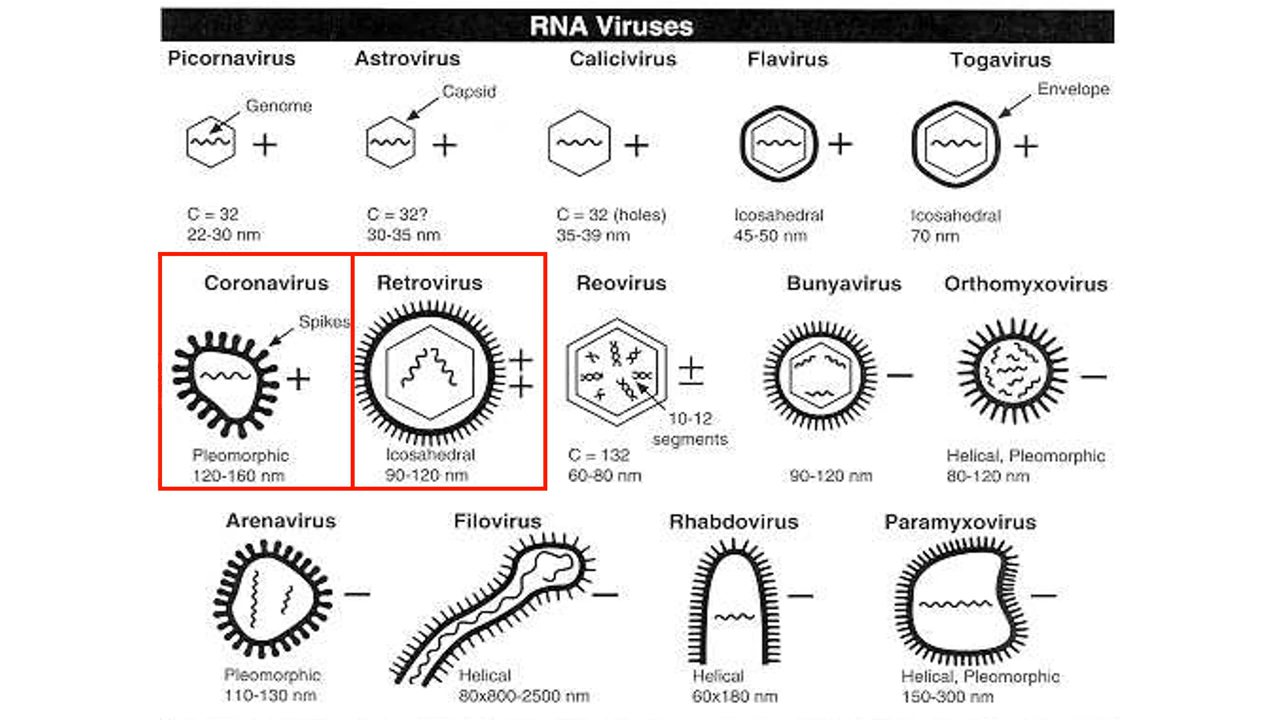 RNA Viruses
Picornavirus Astrovirus Calicivirus Flavirus Togavirus
Genome Capsid Envelope
+ + + + +
C = 32 C = 32? C = 32 (holes) Icosahedral Icosahedral
22-30 nm 30-35 nm 35-39 nm 45-50 nm 70 nm
Coronavirus Retrovirus Reovirus Bunyavirus Orthomyxovirus
Spikes
+ + + ± — —
10-12
segments
Pleomorphic Icosahedral C = 132 Helical, Pleomorphic
120-160 nm 90-120 nm 60-80 nm 90-120 nm 80-120 nm
Arenavirus Filovirus Rhabdovirus Paramyxovirus
— — — —
Pleomorphic Helical Helical Helical, Pleomorphic
110-130 nm 80x800-2500 nm 60x180 nm 150-300 nm